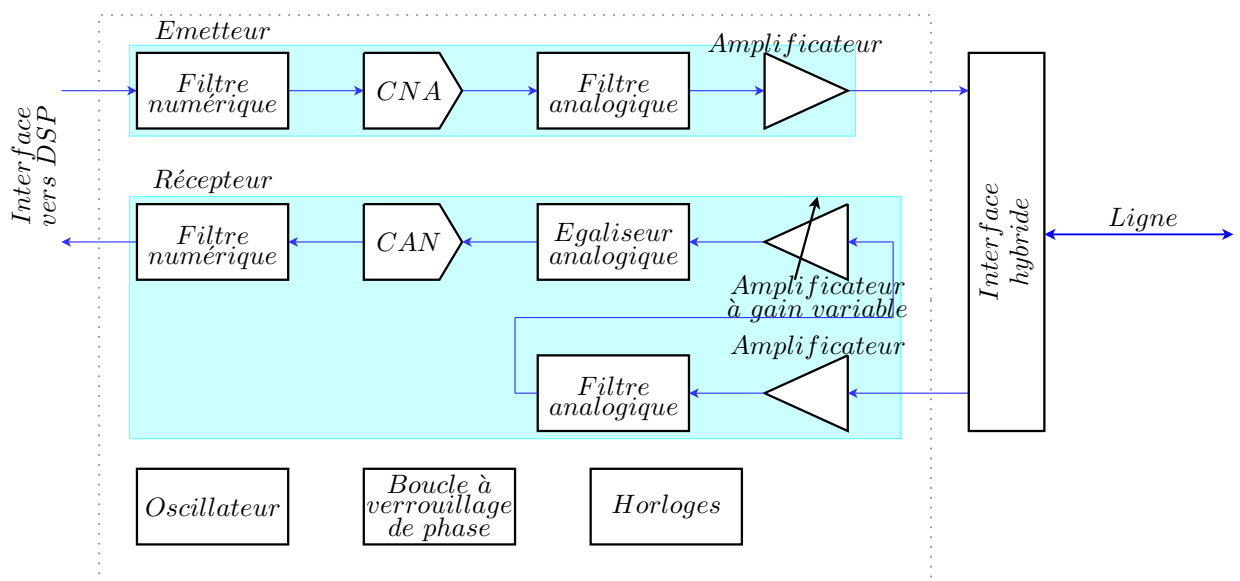 Emetteur
Amplificateur
Filtre
numérique
CNA
Filtre
analogique
Interface
vers DSP
Récepteur
Filtre
numérique
CAN
Egaliseur
analogique
Amplificateur
à gain variable
Interface
hybride
Ligne
Amplificateur
Filtre
analogique
Oscillateur
Boucle à
verrouillage
de phase
Horloges